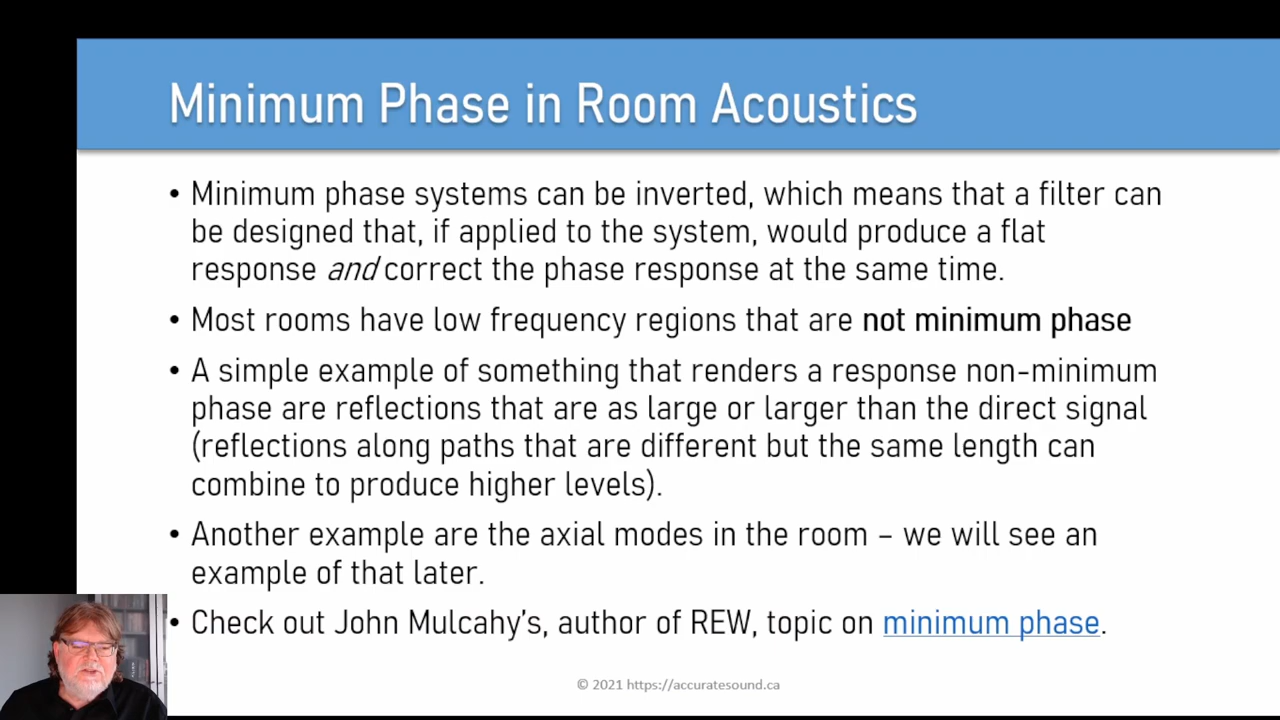 Minimum Phase in Room Acoustics
• Minimum phase systems can be inverted, which means that a filter can
be designed that, if applied to the system, would produce a flat
response and correct the phase response at the same time.
• Most rooms have low frequency regions that are not minimum phase
• A simple example of something that renders a response non-minimum
phase are reflections that are as large or larger than the direct signal
(reflections along paths that are different but the same length can
combine to produce higher levels).
• Another example are the axial modes in the room – we will see an
example of that later.
• Check out John Mulcahy's, author of REW, topic on minimum phase.
© 2021 https://accuratesound.ca